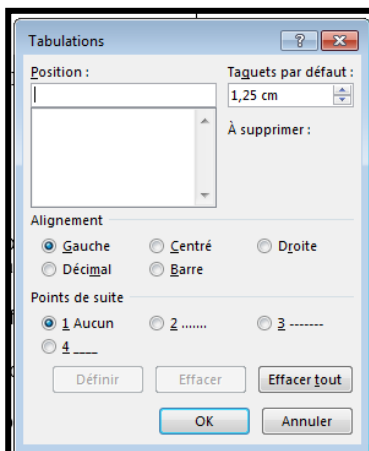 Tabulations
Position : Taquets par défaut :
1,25 cm
À supprimer :
Alignement
Gauche Centré Droite
Décimal Barre
Points de suite
1 Aucun 2 ....... 3 -------
4 ____
Définir Effacer Effacer tout
OK Annuler